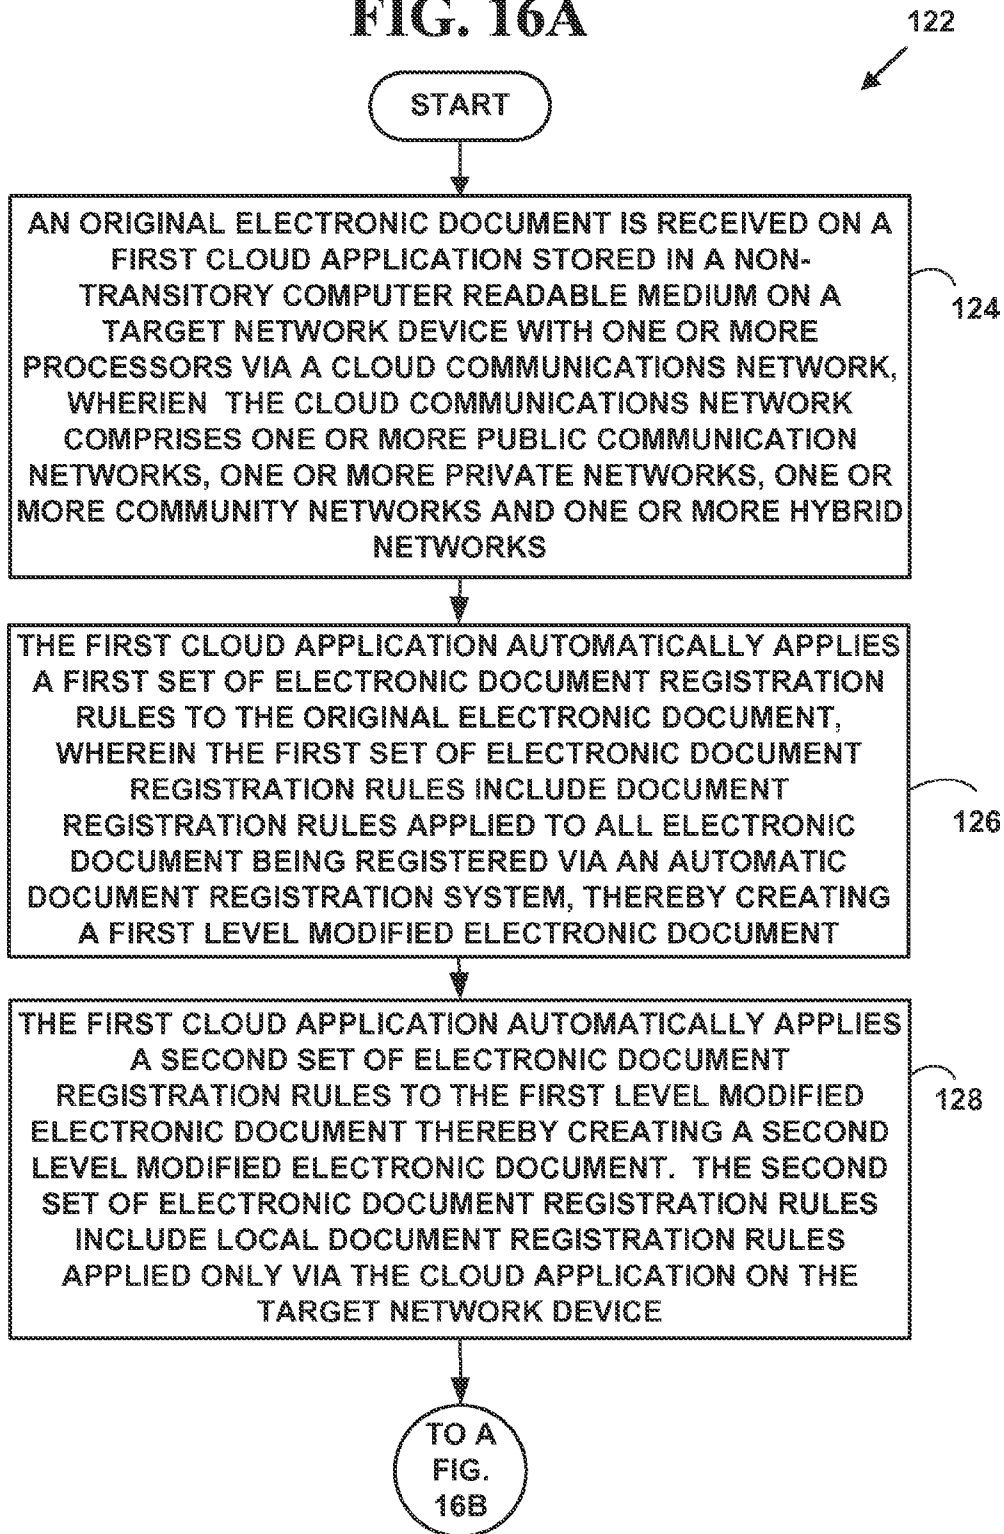 FIG. 16A
122
START
AN ORIGINAL ELECTRONIC DOCUMENT IS RECEIVED ON A
FIRST CLOUD APPLICATION STORED IN A NON-
TRANSITORY COMPUTER READABLE MEDIUM ON A
TARGET NETWORK DEVICE WITH ONE OR MORE
PROCESSORS VIA A CLOUD COMMUNICATIONS NETWORK,
WHERIEN THE CLOUD COMMUNICATIONS NETWORK
COMPRISES ONE OR MORE PUBLIC COMMUNICATION
NETWORKS, ONE OR MORE PRIVATE NETWORKS, ONE OR
MORE COMMUNITY NETWORKS AND ONE OR MORE HYBRID
NETWORKS
124
THE FIRST CLOUD APPLICATION AUTOMATICALLY APPLIES
A FIRST SET OF ELECTRONIC DOCUMENT REGISTRATION
RULES TO THE ORIGINAL ELECTRONIC DOCUMENT,
WHEREIN THE FIRST SET OF ELECTRONIC DOCUMENT
REGISTRATION RULES INCLUDE DOCUMENT
REGISTRATION RULES APPLIED TO ALL ELECTRONIC
DOCUMENT BEING REGISTERED VIA AN AUTOMATIC
DOCUMENT REGISTRATION SYSTEM, THEREBY CREATING
A FIRST LEVEL MODIFIED ELECTRONIC DOCUMENT
126
THE FIRST CLOUD APPLICATION AUTOMATICALLY APPLIES
A SECOND SET OF ELECTRONIC DOCUMENT
REGISTRATION RULES TO THE FIRST LEVEL MODIFIED
ELECTRONIC DOCUMENT THEREBY CREATING A SECOND
LEVEL MODIFIED ELECTRONIC DOCUMENT. THE SECOND
SET OF ELECTRONIC DOCUMENT REGISTRATION RULES
INCLUDE LOCAL DOCUMENT REGISTRATION RULES
APPLIED ONLY VIA THE CLOUD APPLICATION ON THE
TARGET NETWORK DEVICE
128
TO A
FIG.
16B